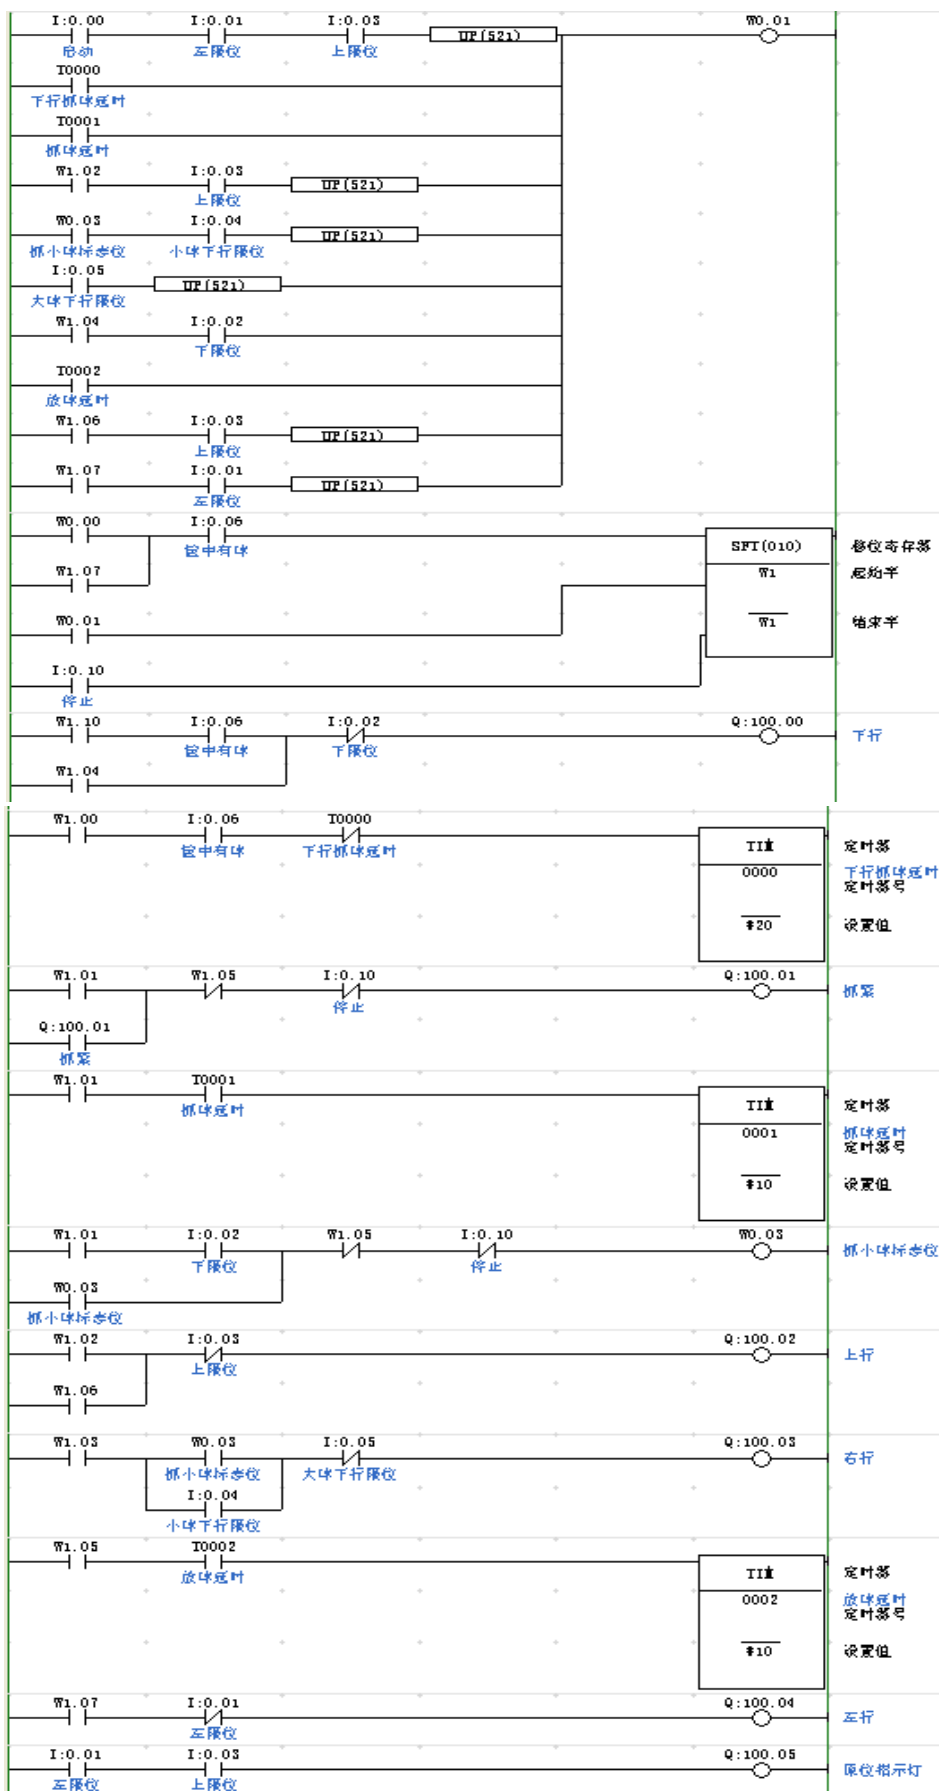 I:0.00 I:0.01 I:0.03 W0.01
UP(521)
启动 左限位 上限位
T0000
下行抓球延时
T0001
抓球延时
W1.02 I:0.03
UP(521)
上限位
W0.03 I:0.04
UP(521)
抓小球标志位 小球下行限位
I:0.05
UP(521)
大球下行限位
W1.04 I:0.02
下限位
T0002
放球延时
W1.06 I:0.03
UP(521)
上限位
W1.07 I:0.01
UP(521)
左限位
W0.00 I:0.06
筐中有球
SFT(010) 移位寄存器
W1.07 W1 起始字
W0.01 W1 结束字
I:0.10
停止
W1.10 I:0.06 I:0.02 Q:100.00
下行
筐中有球 下限位
W1.04
W1.00 I:0.06 T0000
筐中有球 下行抓球延时
TIM 定时器
0000 下行抓球延时
定时器号
#20 设置值
W1.01 W1.05 I:0.10 Q:100.01
抓紧
停止
Q:100.01
抓紧
W1.01 T0001
抓球延时
TIM 定时器
0001 抓球延时
定时器号
#10 设置值
W1.01 I:0.02 W1.05 I:0.10 W0.03
抓小球标志位
下限位 停止
W0.03
抓小球标志位
W1.02 I:0.03 Q:100.02
上行
上限位
W1.06
W1.03 W0.03 I:0.05 Q:100.03
右行
抓小球标志位 大球下行限位
I:0.04
小球下行限位
W1.05 T0002
放球延时
TIM 定时器
0002 放球延时
定时器号
#10 设置值
W1.07 I:0.01 Q:100.04
左行
左限位
I:0.01 I:0.03 Q:100.05
原位指示灯
左限位 上限位